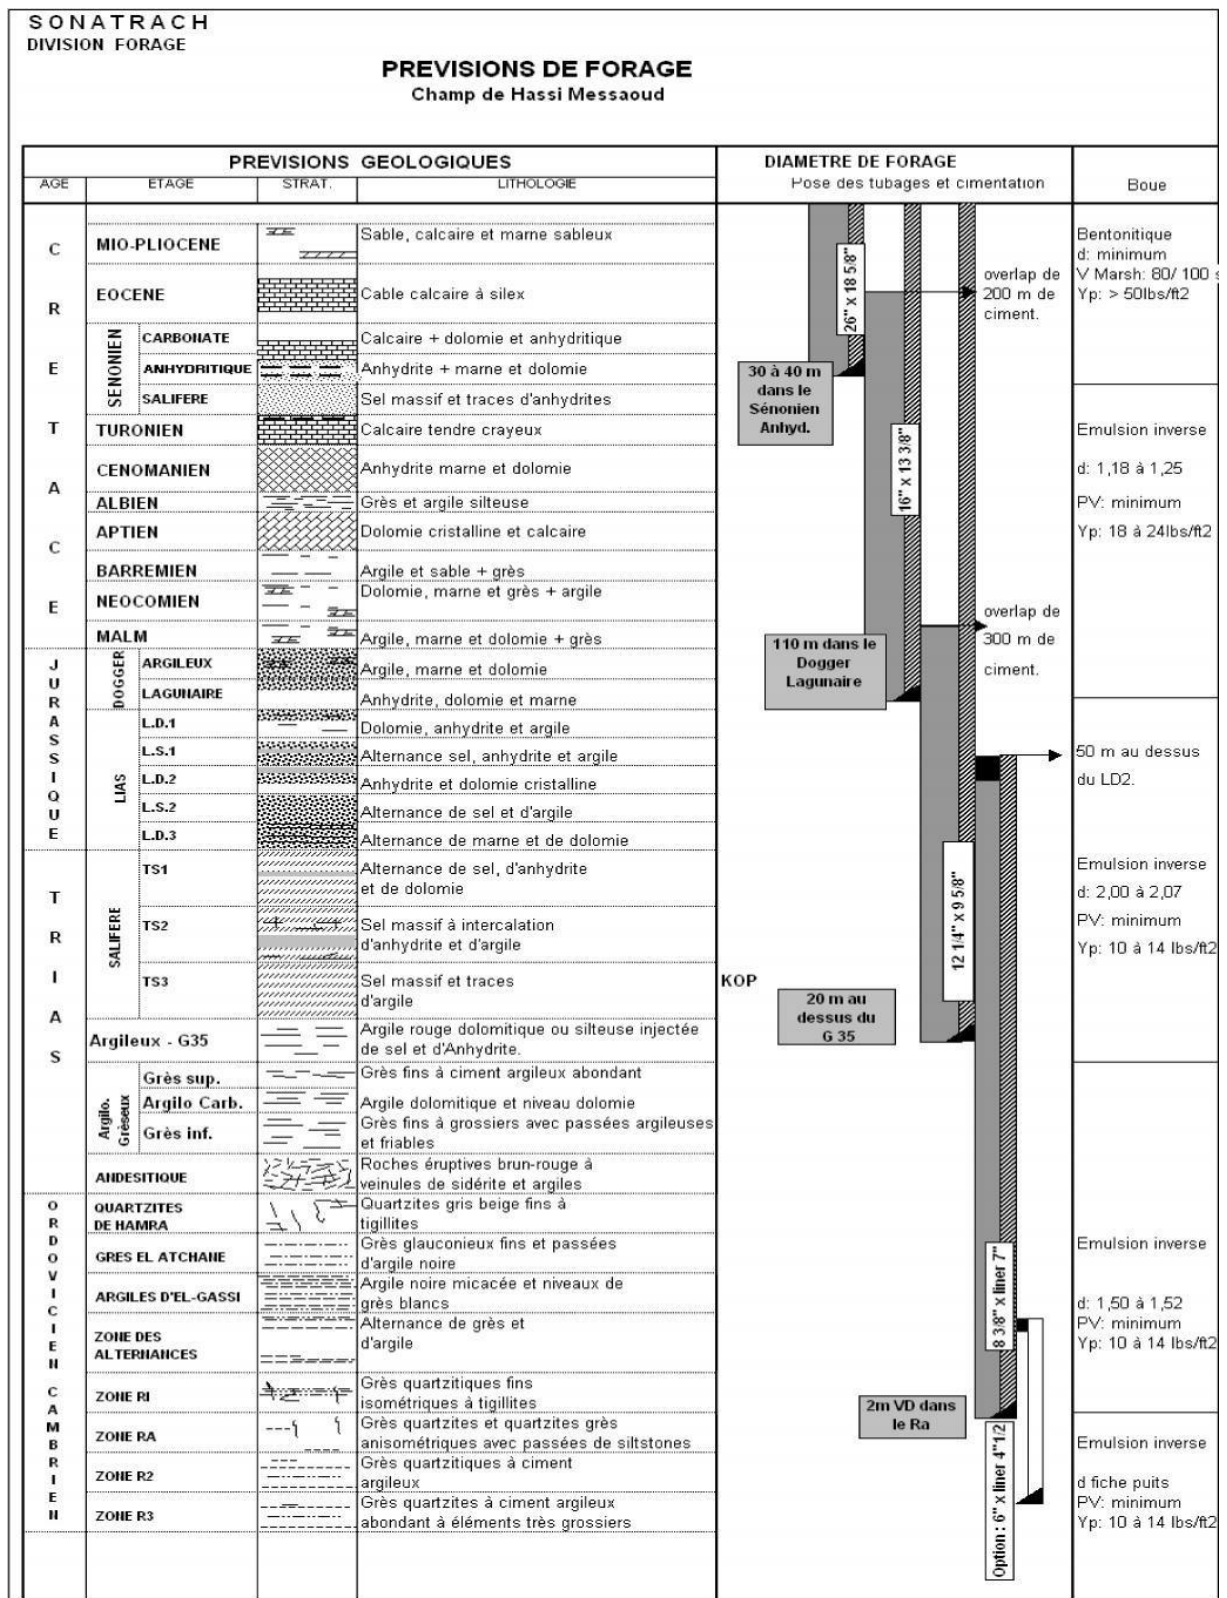 SONATRACH
DIVISION FORAGE
PREVISIONS DE FORAGE
Champ de Hassi Messaoud
PREVISIONS GEOLOGIQUES
AGE ETAGE STRAT. LITHOLOGIE
DIAMETRE DE FORAGE
Pose des tubages et cimentation
Boue
C R E T A C E
MIO-PLIOCENE Sable, calcaire et marne sableux
EOCENE Cable calcaire à silex
SENONIEN
CARBONATE Calcaire + dolomie et anhydritique
ANHYDRITIQUE Anhydrite + marne et dolomie
SALIFERE Sel massif et traces d'anhydrites
TURONIEN Calcaire tendre crayeux
CENOMANIEN Anhydrite marne et dolomie
ALBIEN Grès et argile silteuse
APTIEN Dolomie cristalline et calcaire
BARREMIEN Argile et sable + grès
NEOCOMIEN Dolomie, marne et grès + argile
MALM Argile, marne et dolomie + grès
JURASSIQUE
DOGGER
ARGILEUX Argile, marne et dolomie
LAGUNAIRE Anhydrite, dolomie et marne
LIAS
L.D.1 Dolomie, anhydrite et argile
L.S.1 Alternance sel, anhydrite et argile
L.D.2 Anhydrite et dolomie cristalline
L.S.2 Alternance de sel et d'argile
L.D.3 Alternance de marne et de dolomie
T R I A S
SALIFERE
TS1 Alternance de sel, d'anhydrite
et de dolomie
TS2 Sel massif à intercalation
d'anhydrite et d'argile
TS3 Sel massif et traces
d'argile
Argileux - G35 Argile rouge dolomitique ou silteuse injectée
de sel et d'Anhydrite.
Argilo.
Grèseux
Grès sup. Grès fins à ciment argileux abondant
Argilo Carb. Argile dolomitique et niveau dolomie
Grès inf. Grès fins à grossiers avec passées argileuses
et friables
ANDESITIQUE Roches éruptives brun-rouge à
veinules de sidérite et argiles
ORDOVICIEN
QUARTZITES Quartzites gris beige fins à
DE HAMRA tigillites
GRES EL ATCHANE Grès glauconieux fins et passées
d'argile noire
ARGILES D'EL-GASSI Argile noire micacée et niveaux de
grès blancs
ZONE DES Alternance de grès et
ALTERNANCES d'argile
CAMBRIEN
ZONE RI Grès quartzitiques fins
isométriques à tigillites
ZONE RA Grès quartzites et quartzites grès
anisométriques avec passées de siltstones
ZONE R2 Grès quartzitiques à ciment
argileux
ZONE R3 Grès quartzites à ciment argileux
abondant à éléments très grossiers
26" x 18 5/8"
overlap de
200 m de
ciment.
30 à 40 m
dans le
Sénonien
Anhyd.
16" x 13 3/8"
overlap de
300 m de
ciment.
110 m dans le
Dogger
Lagunaire
12 1/4" x 9 5/8"
KOP
20 m au
dessus du
G 35
8 3/8" x liner 7"
2m VD dans
le Ra
Option : 6" x liner 4"1/2
Bentonitique
d: minimum
V Marsh: 80/ 100 s
Yp: > 50lbs/ft2
Emulsion inverse
d: 1,18 à 1,25
PV: minimum
Yp: 18 à 24lbs/ft2
50 m au dessus
du LD2.
Emulsion inverse
d: 2,00 à 2,07
PV: minimum
Yp: 10 à 14 lbs/ft2
Emulsion inverse
d: 1,50 à 1,52
PV: minimum
Yp: 10 à 14 lbs/ft2
Emulsion inverse
d fiche puits
PV: minimum
Yp: 10 à 14 lbs/ft2